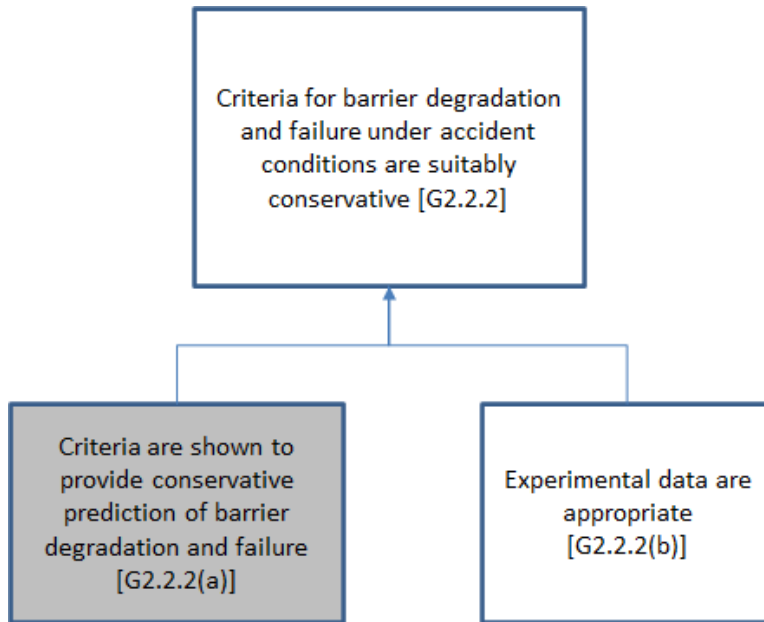 Criteria for barrier degradation
and failure under accident
conditions are suitably
conservative [G2.2.2]
Criteria are shown to
provide conservative
prediction of barrier
degradation and failure
[G2.2.2(a)]
Experimental data are
appropriate
[G2.2.2(b)]